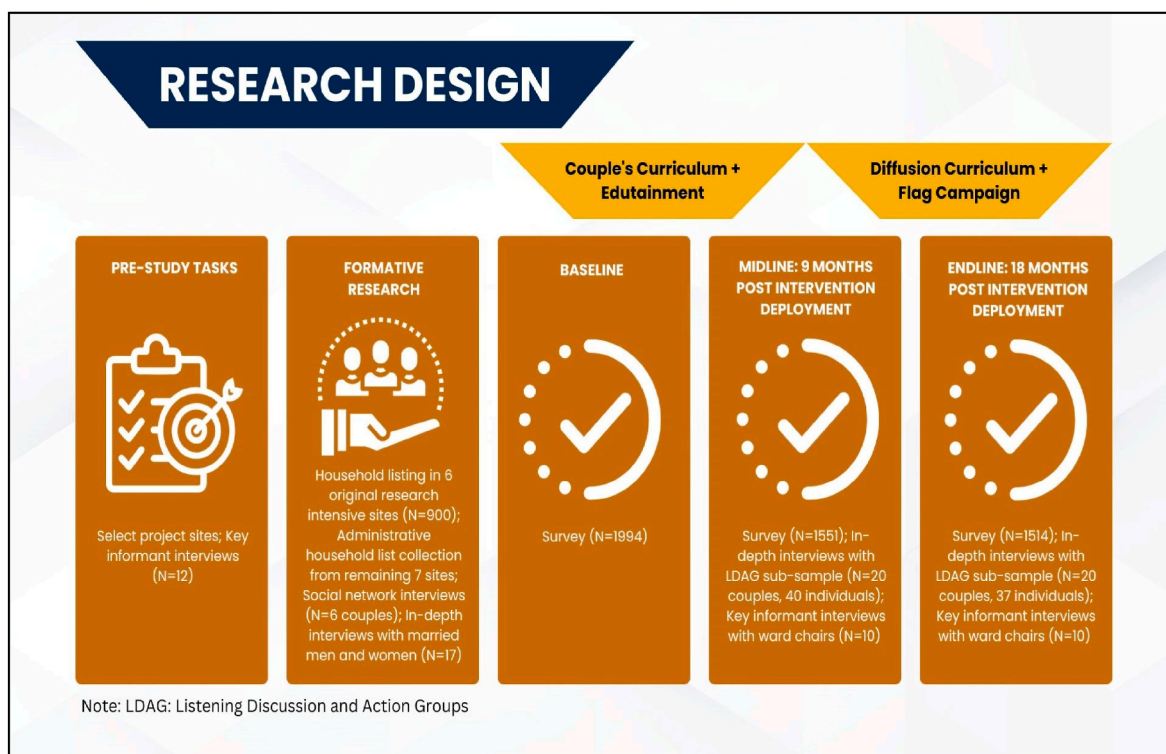 RESEARCH DESIGN
Couple's Curriculum +
Edutainment
Diffusion Curriculum +
Flag Campaign
PRE-STUDY TASKS
Select project sites; Key
informant interviews
(N=12)
FORMATIVE
RESEARCH
Household listing in 6
original research
intensive sites (N=900);
Administrative
household list collection
from remaining 7 sites;
Social network interviews
(N=6 couples); In-depth
interviews with married
men and women (N=17)
BASELINE
Survey (N=1994)
MIDLINE: 9 MONTHS
POST INTERVENTION
DEPLOYMENT
Survey (N=1551); In-
depth interviews with
LDAG sub-sample (N=20
couples, 40 individuals);
Key informant interviews
with ward chairs (N=10)
ENDLINE: 18 MONTHS
POST INTERVENTION
DEPLOYMENT
Survey (N=1514); In-
depth interviews with
LDAG sub-sample (N=20
couples, 37 individuals);
Key informant interviews
with ward chairs (N=10)
Note: LDAG: Listening Discussion and Action Groups